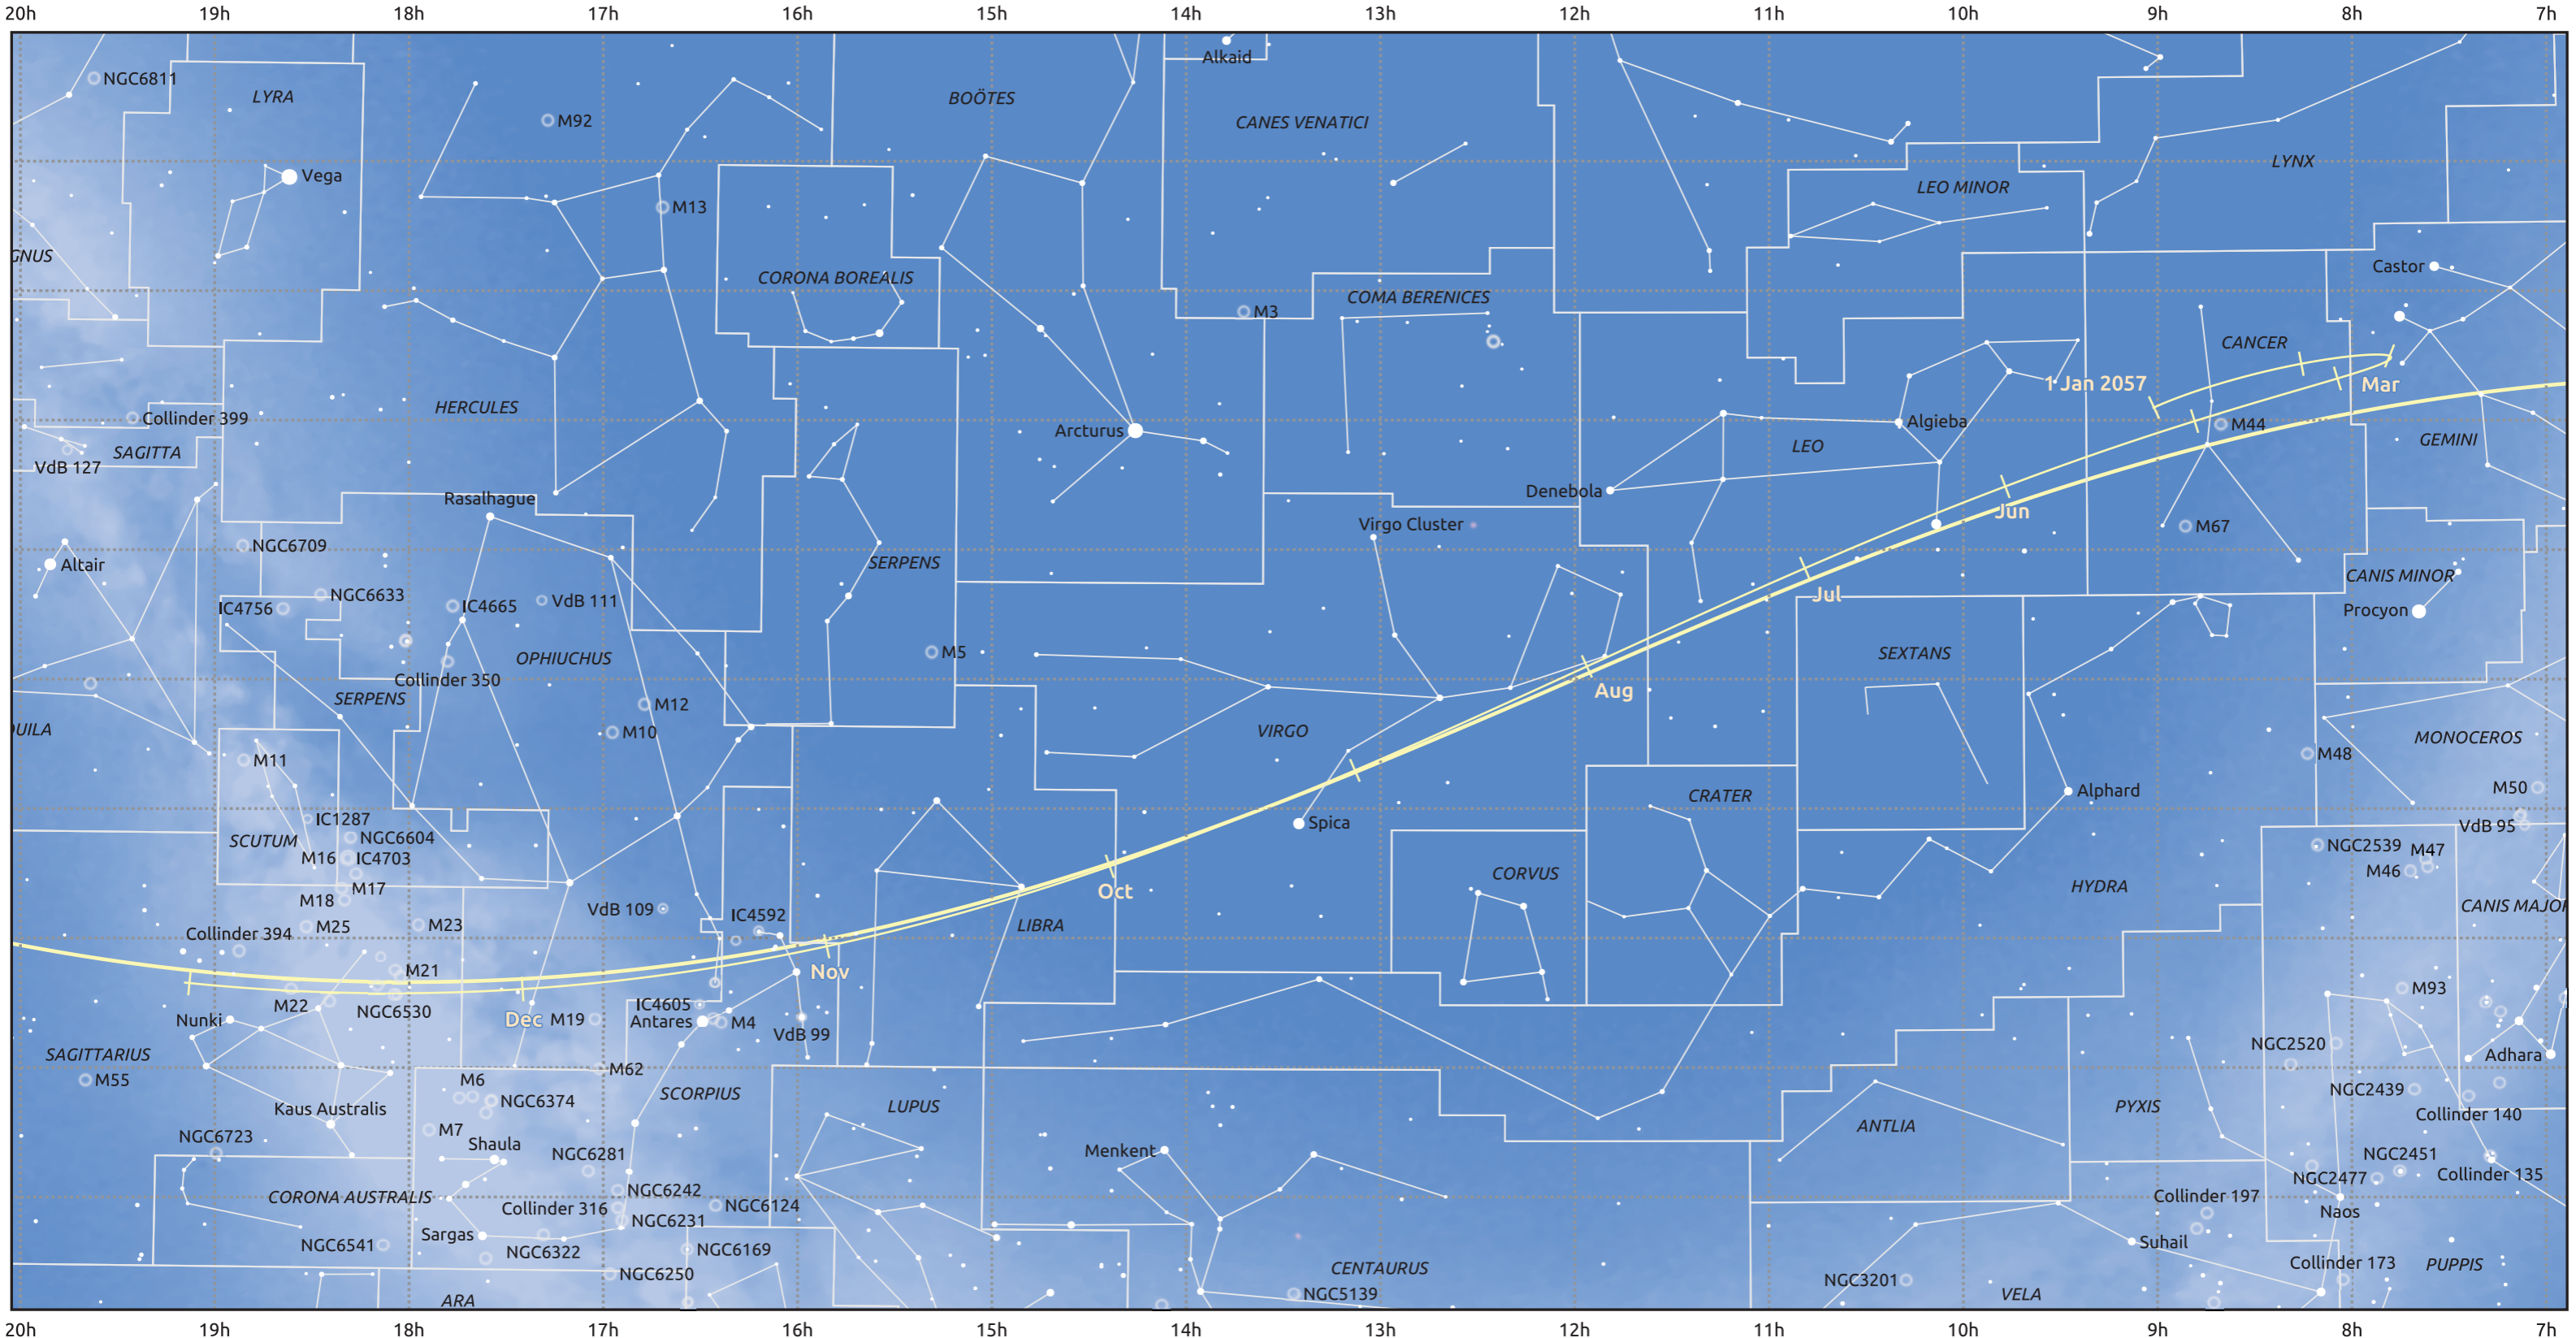 20h 19h 18h 17h 16h 15h 14h 13h 12h 11h 10h 9h 8h 7h
Alkaid
NGC6811
LYRA
BOÖTES
M92
CANES VENATICI
LYNX
Vega
LEO MINOR
M13
GNUS
CORONA BOREALIS
Castor
COMA BERENICES
M3
CANCER
1 Jan 2057
Mar
HERCULES
Collinder 399
Algieba
M44
SAGITTA
Arcturus
LEO
GEMINI
VdB 127
Rasalhague
Denebola
Jun
Virgo Cluster
M67
NGC6709
Altair
SERPENS
CANIS MINOR
NGC6633
Jul
IC4756
IC4665
VdB 111
Procyon
OPHIUCHUS
M5
SEXTANS
Collinder 350
SERPENS
Aug
M12
QUILA
M10
VIRGO
MONOCEROS
M11
M48
CRATER
Alphard
M50
IC1287
SCUTUM
NGC6604
Spica
VdB 95
M16
IC4703
NGC2539
M47
M46
M17
Oct
CORVUS
HYDRA
M18
VdB 109
IC4592
CANIS MAJOR
M25
M23
LIBRA
Collinder 394
M21
Nov
M22
NGC6530
IC4605
M93
Nunki
Dec
M19
Antares
M4
VdB 99
SAGITTARIUS
NGC2520
Adhara
M55
M62
M6
SCORPIUS
NGC2439
NGC6374
LUPUS
PYXIS
Kaus Australis
Collinder 140
M7
ANTLIA
NGC6723
Shaula
NGC6281
Menkent
NGC2451
Collinder 135
NGC2477
CORONA AUSTRALIS
NGC6242
Collinder 197
Collinder 316
NGC6124
Naos
NGC6231
Sargas
NGC6541
NGC6322
NGC6169
Suhail
CENTAURUS
Collinder 173
PUPPIS
NGC6250
NGC3201
NGC5139
VELA
ARA
20h 19h 18h 17h 16h 15h 14h 13h 12h 11h 10h 9h 8h 7h